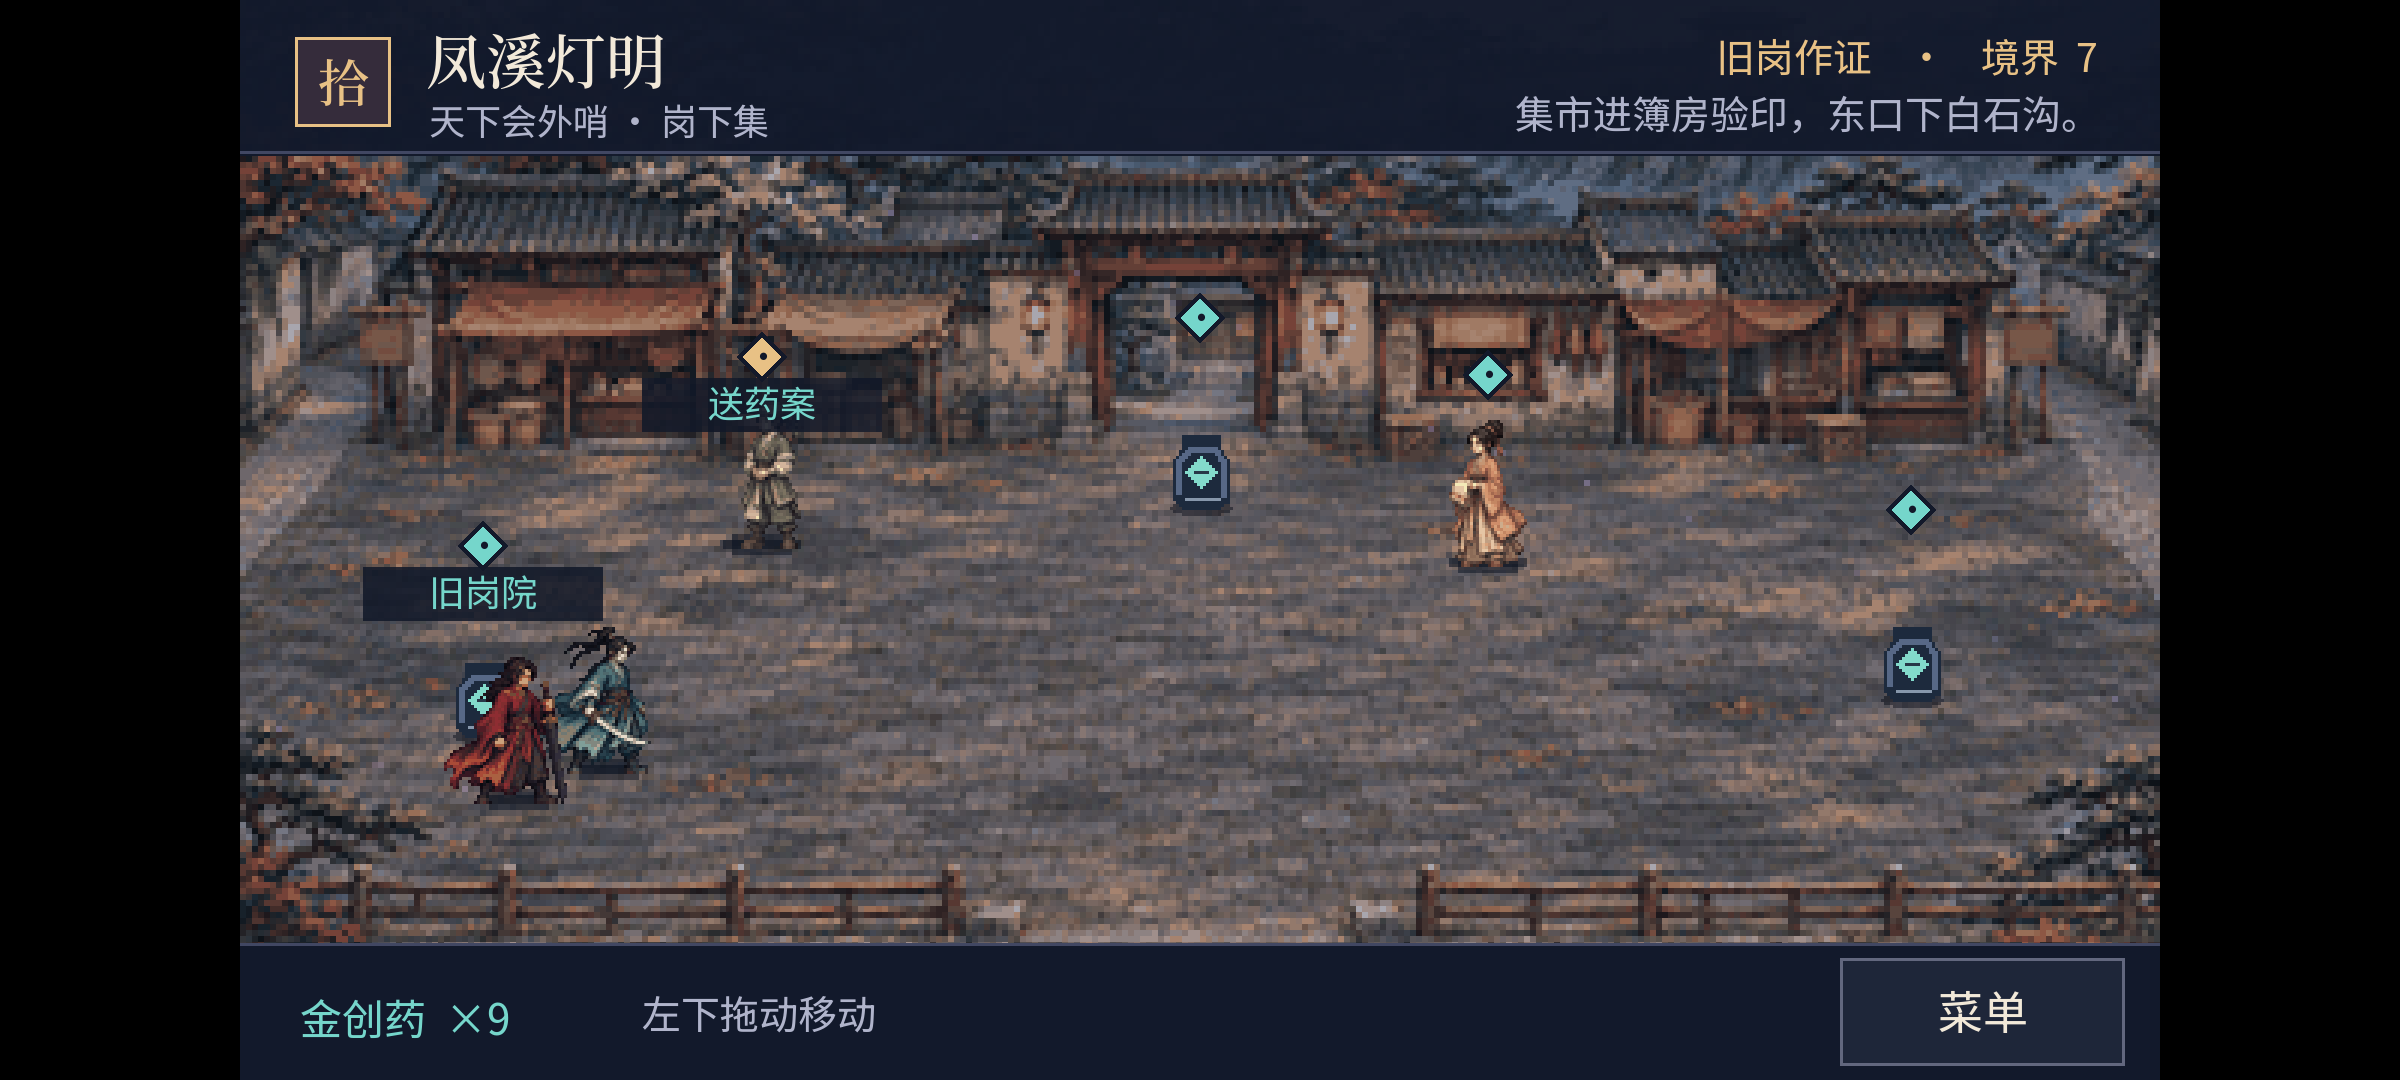 拾
凤溪灯明
天下会外哨 · 岗下集
旧岗作证 · 境界 7
集市进簿房验印，东口下白石沟。
送药案
旧岗院
金创药 ×9
左下拖动移动
菜单